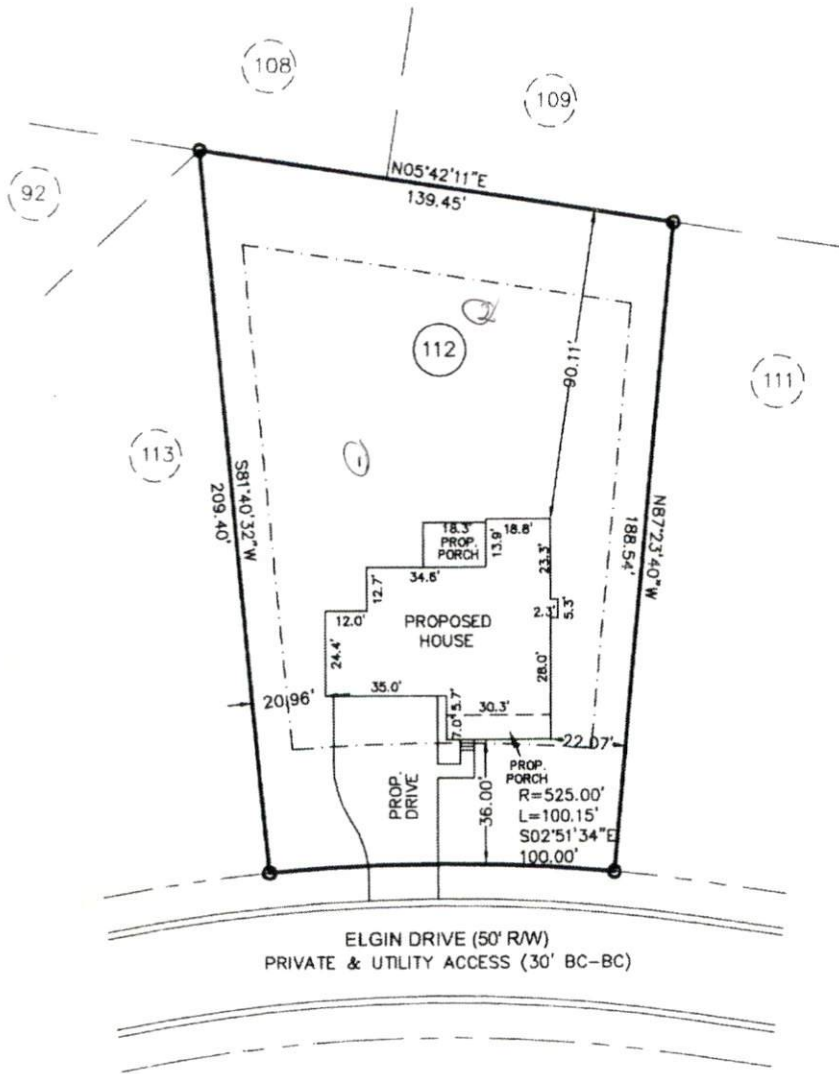 108
109
92
N05°42'11"E
139.45'
2
112
90.11'
111
113
1
S81°40'32"W
209.40'
N87°23'40"W
188.54'
18.3'
PROP.
PORCH
13.9'
18.8'
23.3'
34.6'
12.7'
12.0'
2.3'
5.3'
PROPOSED
HOUSE
24.4'
28.0'
35.0'
20.96'
5.7'
30.3'
7.0'
22.07'
PROP.
PORCH
PROP.
DRIVE
36.00'
R=525.00'
L=100.15'
S02°51'34"E
100.00'
ELGIN DRIVE (50' R/W)
PRIVATE & UTILITY ACCESS (30' BC-BC)